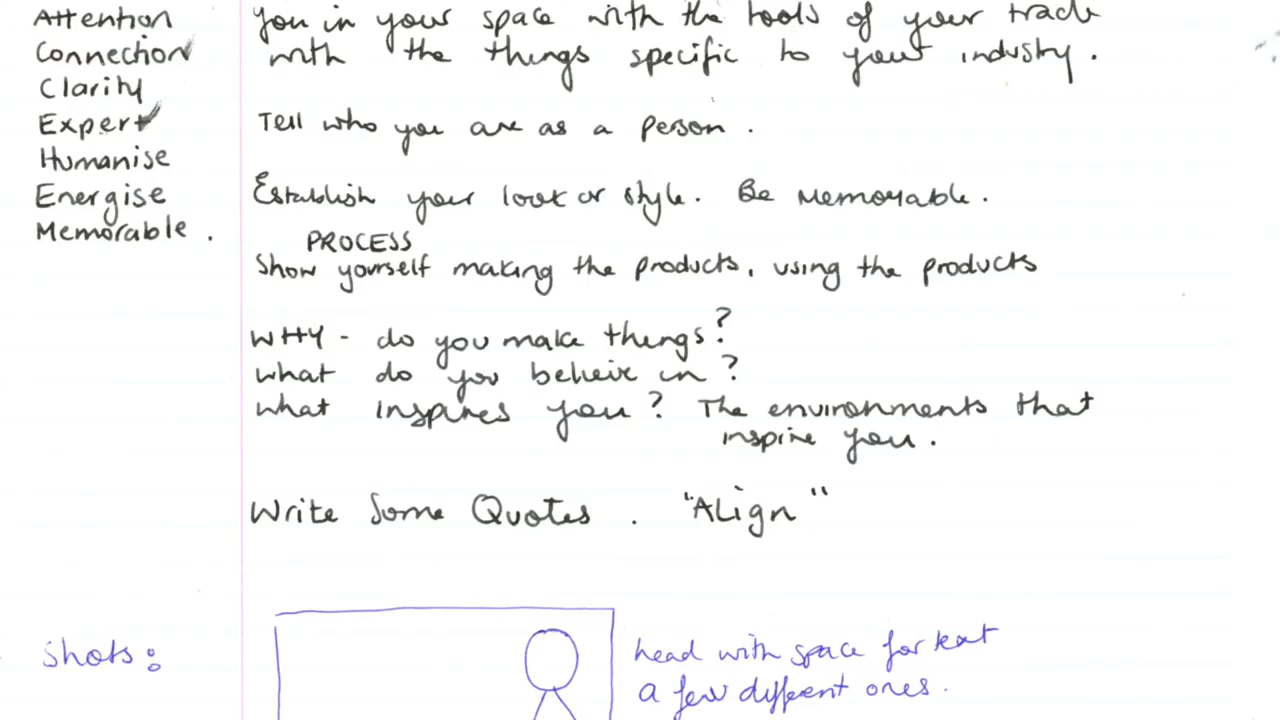 Attention
Connection
Clarity
Expert
Humanise
Energise
Memorable .
you in your space with the tools of your trade
with the things specific to your industry.
Tell who you are as a person .
Establish your look or style. Be Memorable.
PROCESS
Show yourself making the products, using the products
WHY - do you make things?
what do you believe in?
what inspires you? The environments that
inspire you.
Write Some Quotes . "Align"
Shots:
head with space for text
a few different ones.